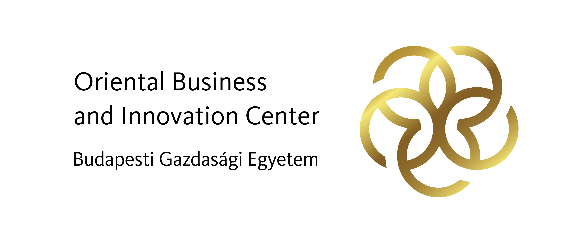 Oriental Business
and Innovation Center
Budapesti Gazdasági Egyetem